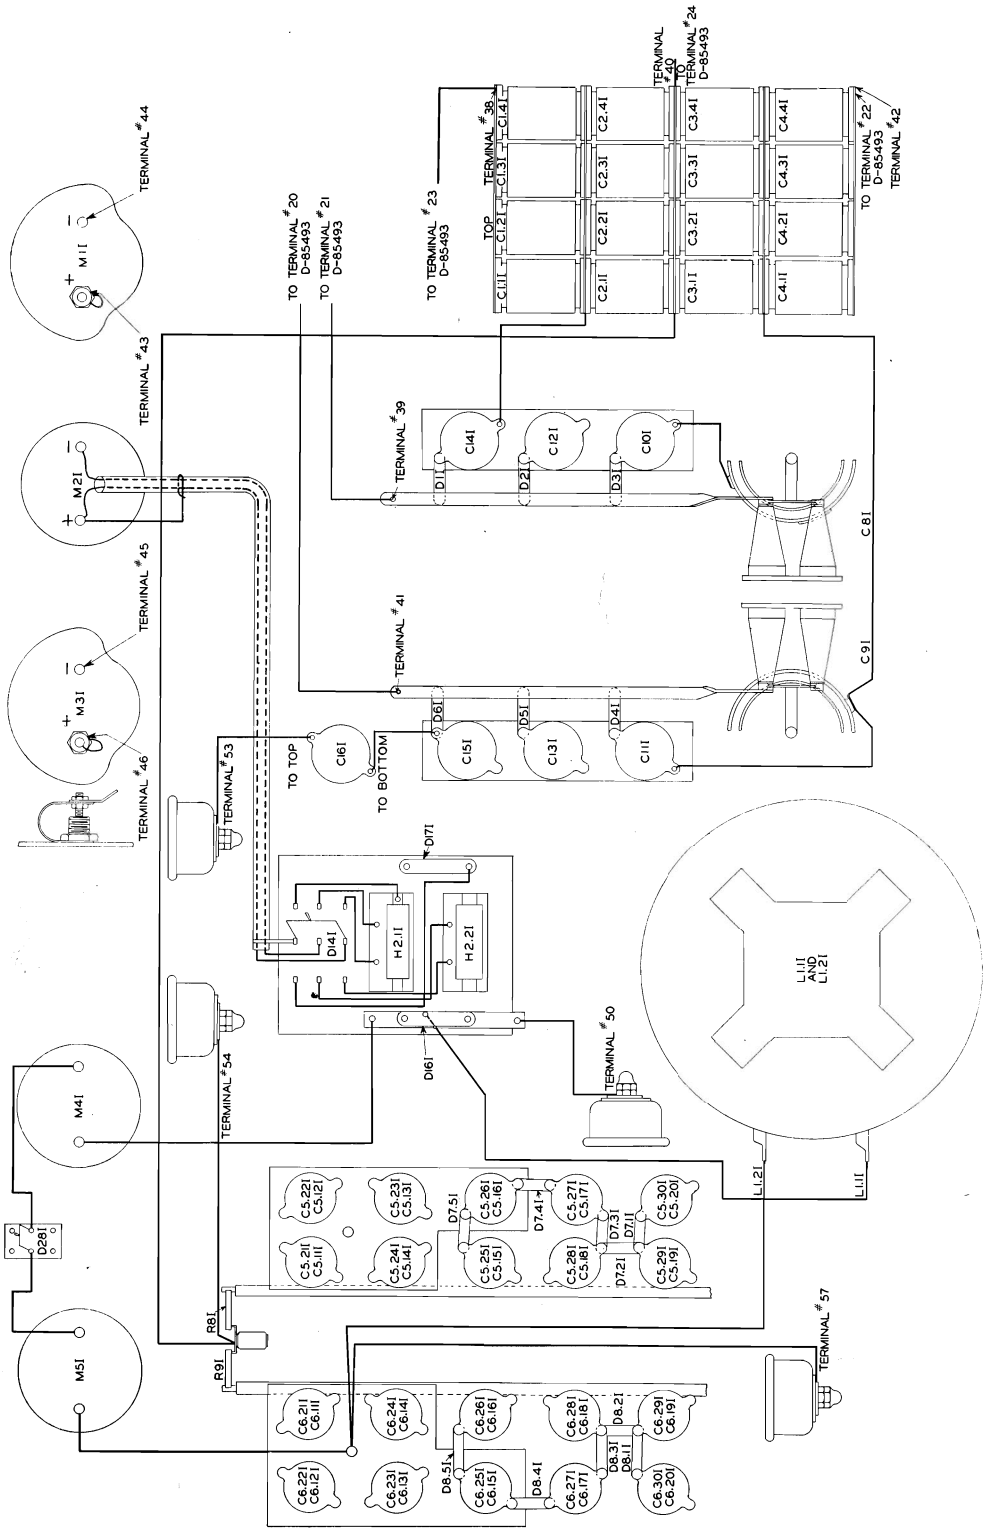 TERMINAL #44
−
M1I
+
TERMINAL #43
−
M2I
+
TERMINAL #45
−
M3I
+
TERMINAL #46
TERMINAL #53
TERMINAL #54
M4I
D28I
M5I
TO TERMINAL #20
D-85493
TO TERMINAL #21
D-85493
TO TERMINAL #23
D-85493
TERMINAL #38
TOP
TERMINAL
#40
TO
TERMINAL #24
D-85493
C1.1I
C1.2I
C1.3I
C1.4I
C2.1I
C2.2I
C2.3I
C2.4I
C3.1I
C3.2I
C3.3I
C3.4I
C4.1I
C4.2I
C4.3I
C4.4I
TO TERMINAL #22
D-85493
TERMINAL #42
TERMINAL #39
C14I
C12I
C10I
D1I
D2I
D3I
C8I
TERMINAL #41
D6I
D5I
D4I
C15I
C13I
C11I
C9I
TO TOP
C16I
TO BOTTOM
D17I
D14I
H2.1I
H2.2I
D16I
TERMINAL #50
L1.1I
AND
L1.2I
L1.2I
L1.1I
C5.22I
C5.12I
C5.23I
C5.13I
C5.26I
C5.16I
C5.27I
C5.17I
C5.30I
C5.20I
C5.21I
C5.11I
C5.24I
C5.14I
C5.25I
C5.15I
C5.28I
C5.18I
C5.29I
C5.19I
D7.5I
D7.4I
D7.3I
D7.1I
D7.2I
R8I
R9I
TERMINAL #57
C6.21I
C6.11I
C6.24I
C6.14I
C6.26I
C6.16I
C6.28I
C6.18I
C6.29I
C6.19I
C6.22I
C6.12I
C6.23I
C6.13I
C6.25I
C6.15I
C6.27I
C6.17I
C6.30I
C6.20I
D8.5I
D8.4I
D8.2I
D8.3I
D8.1I